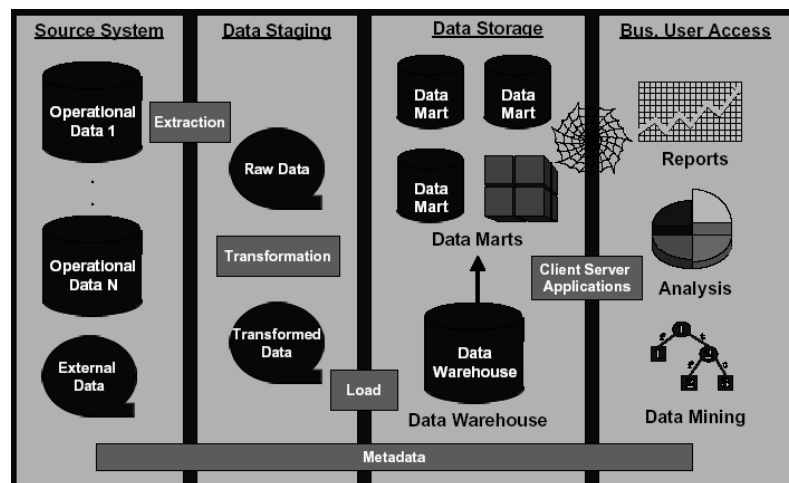 Source System
Data Staging
Data Storage
Bus. User Access
Operational
Data 1
Extraction
.
.
Operational
Data N
External
Data
Raw Data
Transformation
Transformed
Data
Load
Data
Mart
Data
Mart
Data
Mart
Data Marts
Data
Warehouse
Data Warehouse
Client Server
Applications
Reports
Analysis
Data Mining
Metadata